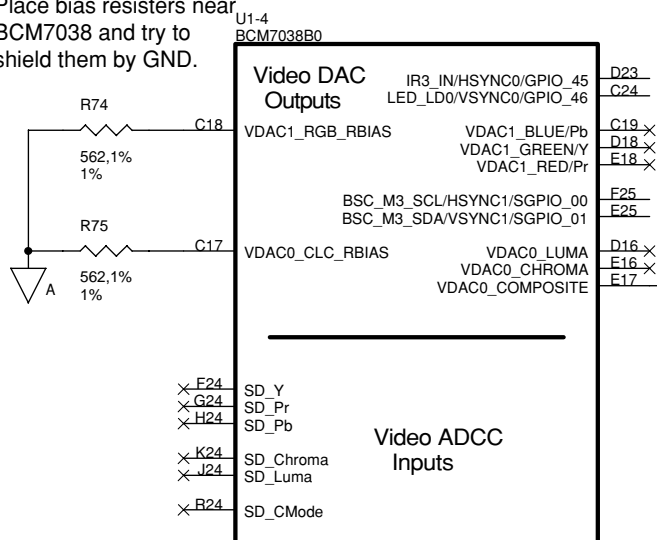 Place bias resisters near
BCM7038 and try to
shield them by GND.
U1-4
BCM7038B0
Video DAC
Outputs
R74
562,1%
1%
C18
VDAC1_RGB_RBIAS
R75
562,1%
1%
C17
VDAC0_CLC_RBIAS
A
IR3_IN/HSYNC0/GPIO_45 D23
LED_LD0/VSYNC0/GPIO_46 C24
VDAC1_BLUE/Pb C19
VDAC1_GREEN/Y D18
VDAC1_RED/Pr E18
BSC_M3_SCL/HSYNC1/SGPIO_00 F25
BSC_M3_SDA/VSYNC1/SGPIO_01 E25
VDAC0_LUMA D16
VDAC0_CHROMA E16
VDAC0_COMPOSITE E17
F24 SD_Y
G24 SD_Pr
H24 SD_Pb
K24 SD_Chroma
J24 SD_Luma
R24 SD_CMode
Video ADCC
Inputs